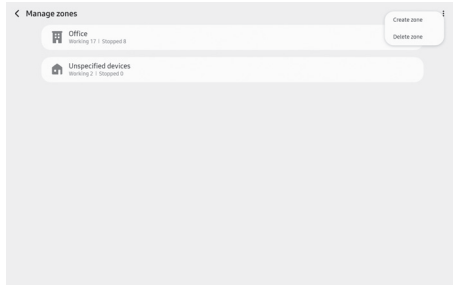 Manage zones
Create zone
Delete zone
Office
Working 17 | Stopped 8
Unspecified devices
Working 2 | Stopped 0